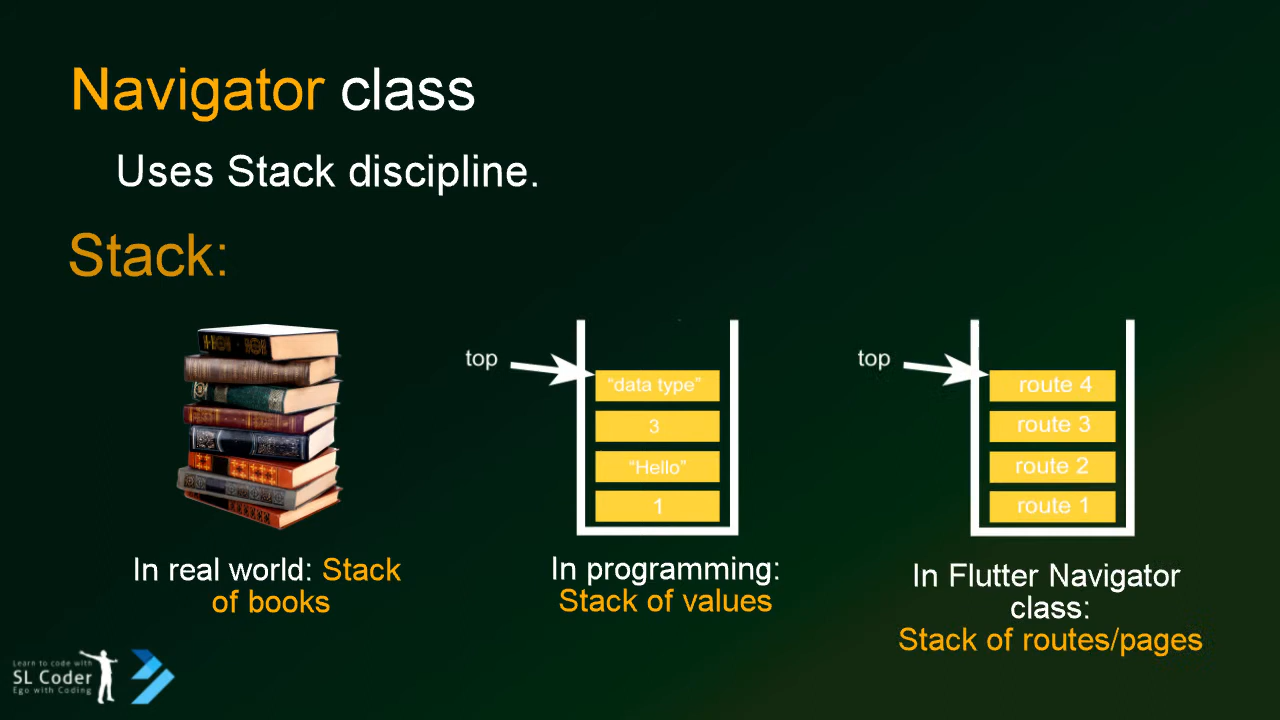 Navigator class
Uses Stack discipline.
Stack:
top
"data type"
3
"Hello"
1
top
route 4
route 3
route 2
route 1
In real world: Stack
of books
In programming:
Stack of values
In Flutter Navigator
class:
Stack of routes/pages
Learn to code with
SL Coder
Ego with Coding